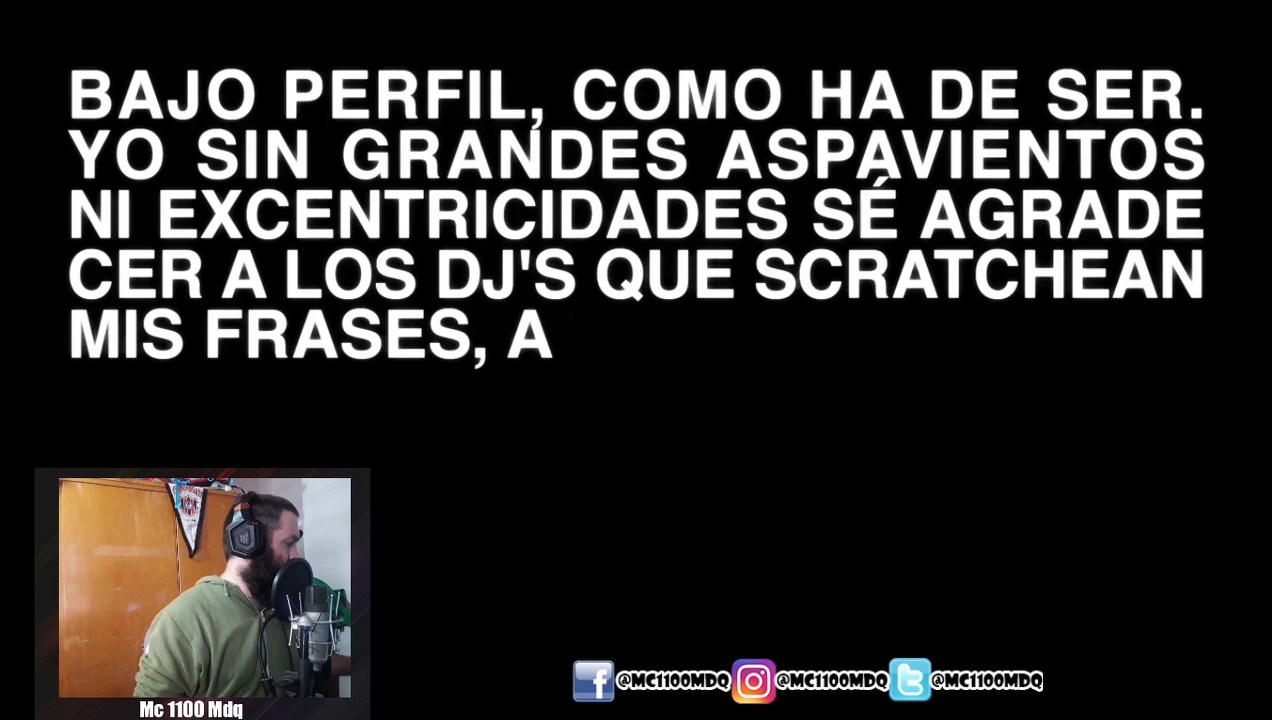 BAJO PERFIL, COMO HA DE SER.
YO SIN GRANDES ASPAVIENTOS
NI EXCENTRICIDADES SÉ AGRADE
CER A LOS DJ'S QUE SCRATCHEAN
MIS FRASES, A
Mc 1100 Mdq
@MC1100MDQ @MC1100MDQ @MC1100MDQ